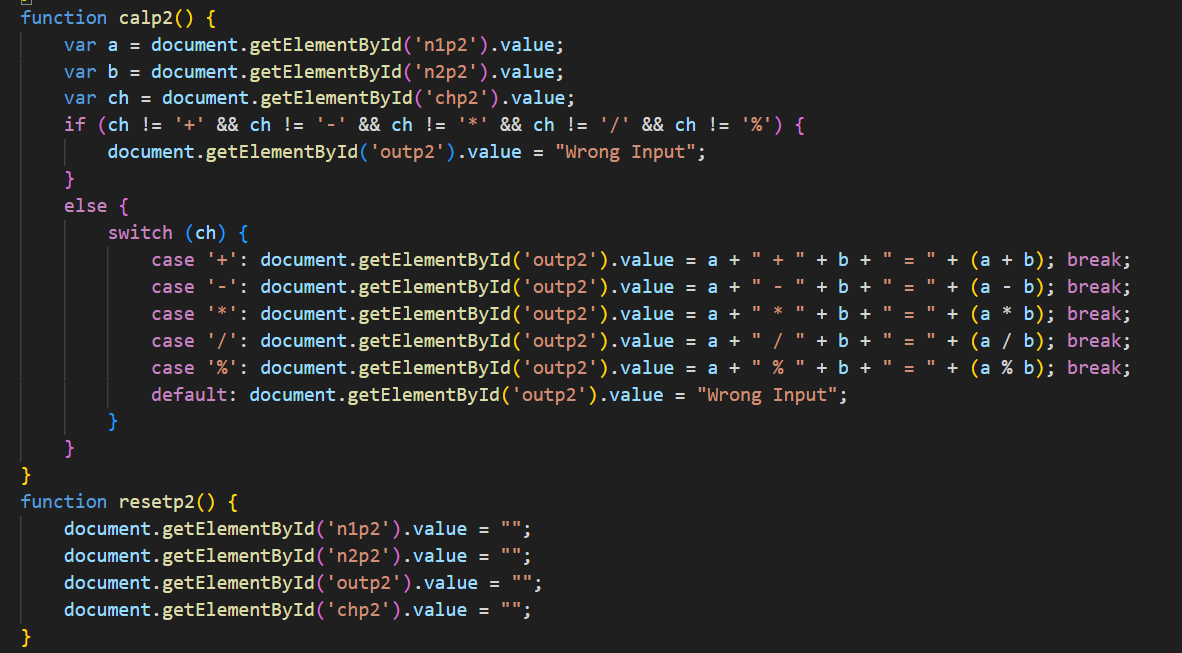 function calp2() {
    var a = document.getElementById('n1p2').value;
    var b = document.getElementById('n2p2').value;
    var ch = document.getElementById('chp2').value;
    if (ch != '+' && ch != '-' && ch != '*' && ch != '/' && ch != '%') {
        document.getElementById('outp2').value = "Wrong Input";
    }
    else {
        switch (ch) {
            case '+': document.getElementById('outp2').value = a + " + " + b + " = " + (a + b); break;
            case '-': document.getElementById('outp2').value = a + " - " + b + " = " + (a - b); break;
            case '*': document.getElementById('outp2').value = a + " * " + b + " = " + (a * b); break;
            case '/': document.getElementById('outp2').value = a + " / " + b + " = " + (a / b); break;
            case '%': document.getElementById('outp2').value = a + " % " + b + " = " + (a % b); break;
            default: document.getElementById('outp2').value = "Wrong Input";
        }
    }
}
function resetp2() {
    document.getElementById('n1p2').value = "";
    document.getElementById('n2p2').value = "";
    document.getElementById('outp2').value = "";
    document.getElementById('chp2').value = "";
}